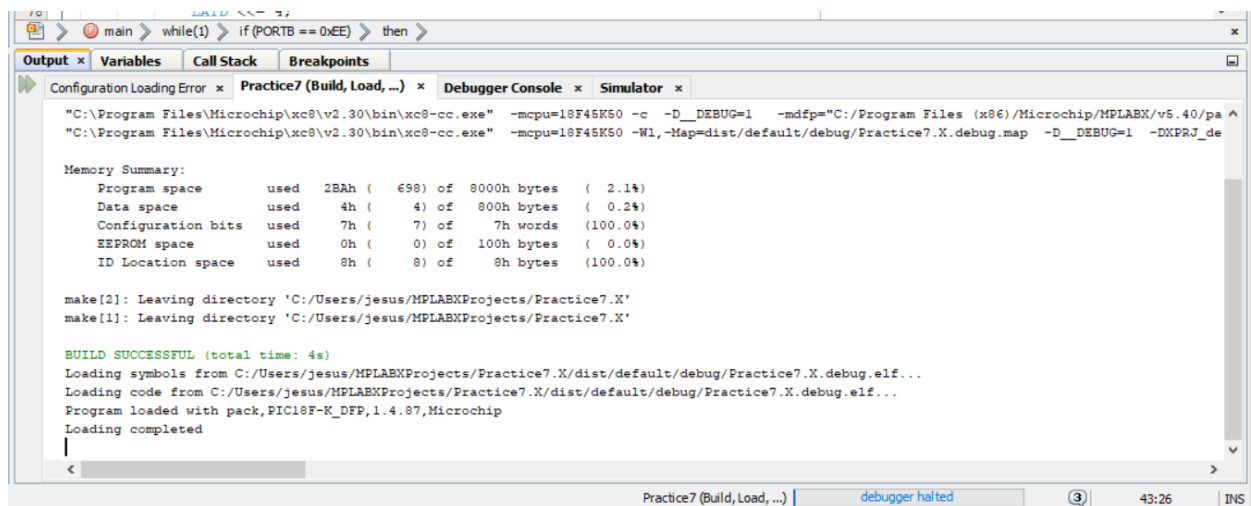 78 LATD <<= 4;
main while(1) if (PORTB == 0xEE) then
Output Variables Call Stack Breakpoints
Configuration Loading Error Practice7 (Build, Load, ...) Debugger Console Simulator
"C:\Program Files\Microchip\xc8\v2.30\bin\xc8-cc.exe" -mcpu=18F45K50 -c -D__DEBUG=1 -mdfp="C:/Program Files (x86)/Microchip/MPLABX/v5.40/pa
"C:\Program Files\Microchip\xc8\v2.30\bin\xc8-cc.exe" -mcpu=18F45K50 -Wl,-Map=dist/default/debug/Practice7.X.debug.map -D__DEBUG=1 -DXPRJ_de
Memory Summary:
Program space used 2BAh ( 698) of 8000h bytes ( 2.1%)
Data space used 4h ( 4) of 800h bytes ( 0.2%)
Configuration bits used 7h ( 7) of 7h words (100.0%)
EEPROM space used 0h ( 0) of 100h bytes ( 0.0%)
ID Location space used 8h ( 8) of 8h bytes (100.0%)
make[2]: Leaving directory 'C:/Users/jesus/MPLABXProjects/Practice7.X'
make[1]: Leaving directory 'C:/Users/jesus/MPLABXProjects/Practice7.X'
BUILD SUCCESSFUL (total time: 4s)
Loading symbols from C:/Users/jesus/MPLABXProjects/Practice7.X/dist/default/debug/Practice7.X.debug.elf...
Loading code from C:/Users/jesus/MPLABXProjects/Practice7.X/dist/default/debug/Practice7.X.debug.elf...
Program loaded with pack,PIC18F-K_DFP,1.4.87,Microchip
Loading completed
Practice7 (Build, Load, ...) debugger halted 3 43:26 INS